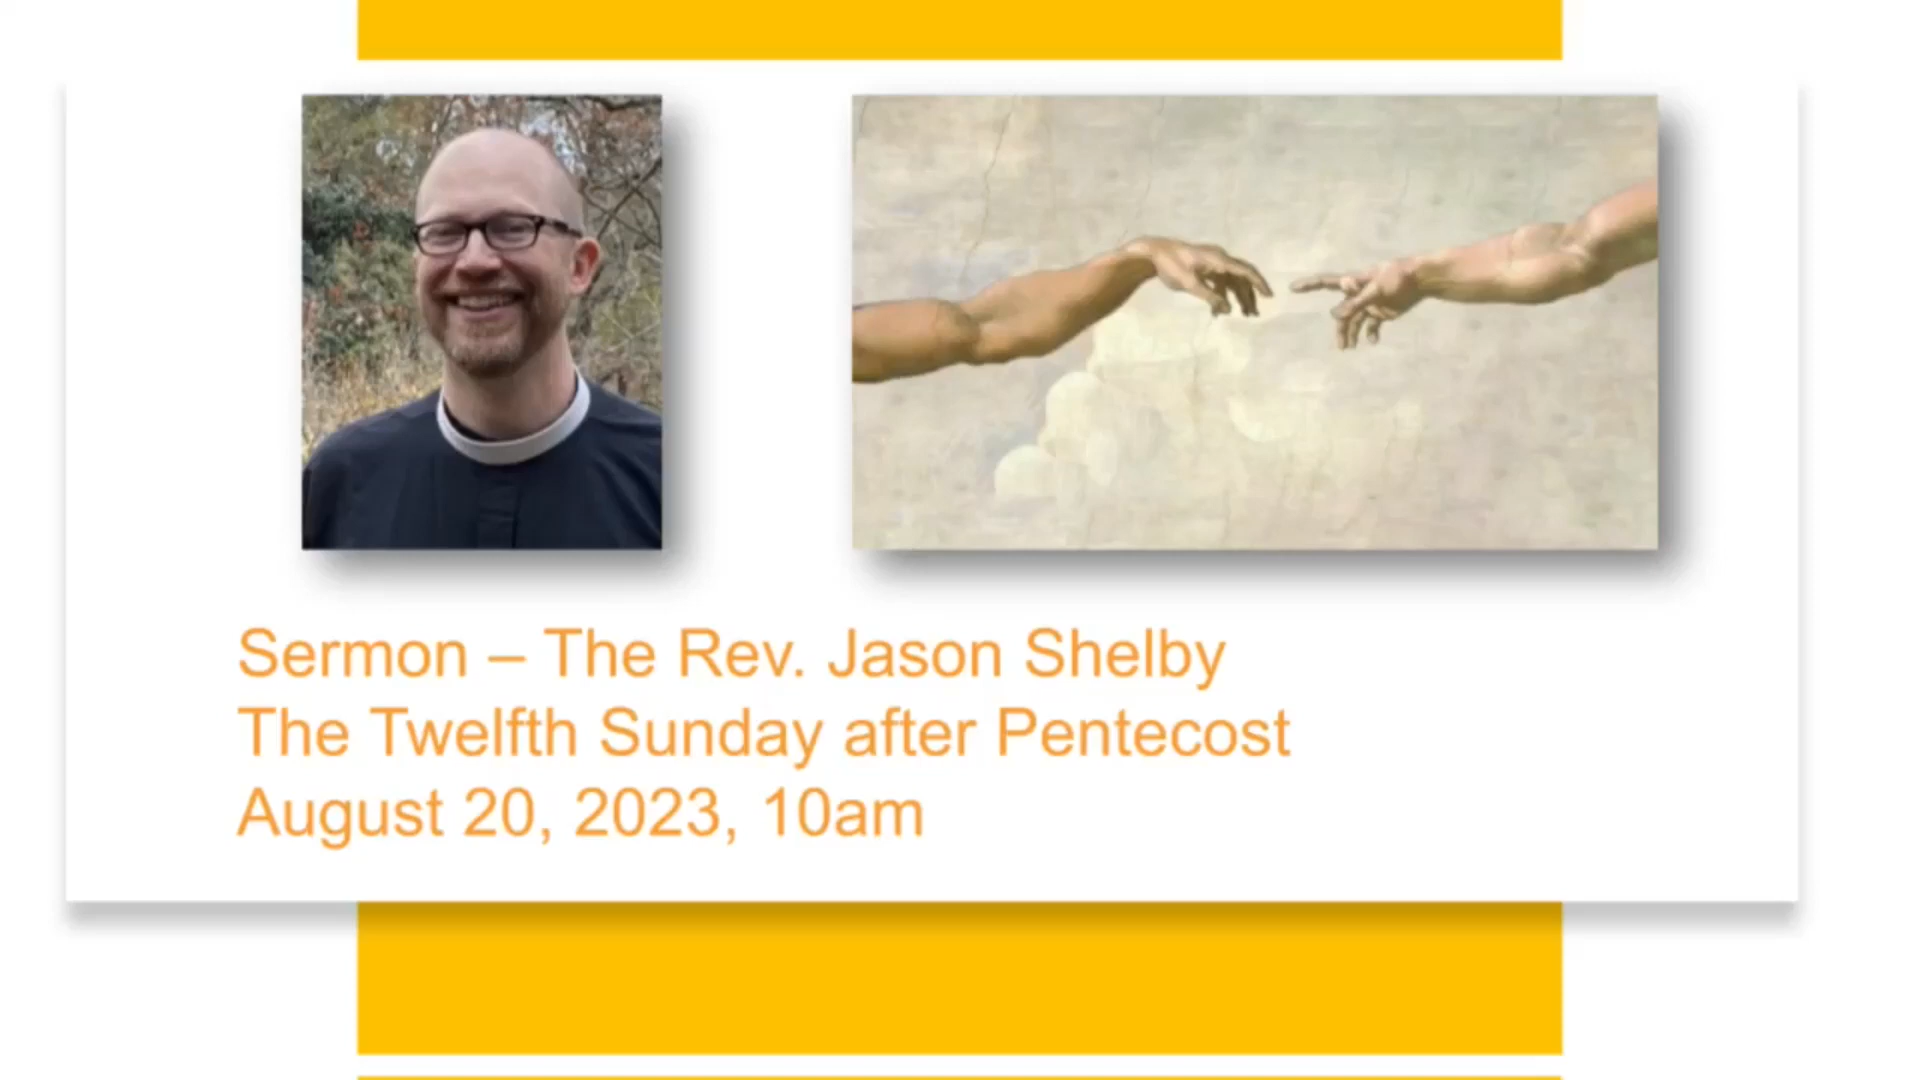 Sermon – The Rev. Jason Shelby
The Twelfth Sunday after Pentecost
August 20, 2023, 10am